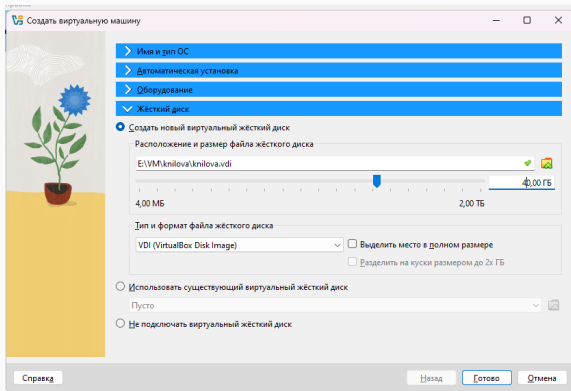 Создать виртуальную машину
Имя и тип ОС
Автоматическая установка
Оборудование
Жёсткий диск
Создать новый виртуальный жёсткий диск
Расположение и размер файла жёсткого диска
E:\VM\knilova\knilova.vdi
40,00 ГБ
4,00 МБ 2,00 ТБ
Тип и формат файла жёсткого диска
VDI (VirtualBox Disk Image) Выделить место в полном размере
Разделить на куски размером до 2х ГБ
Использовать существующий виртуальный жёсткий диск
Пусто
Не подключать виртуальный жёсткий диск
Справка Назад Готово Отмена